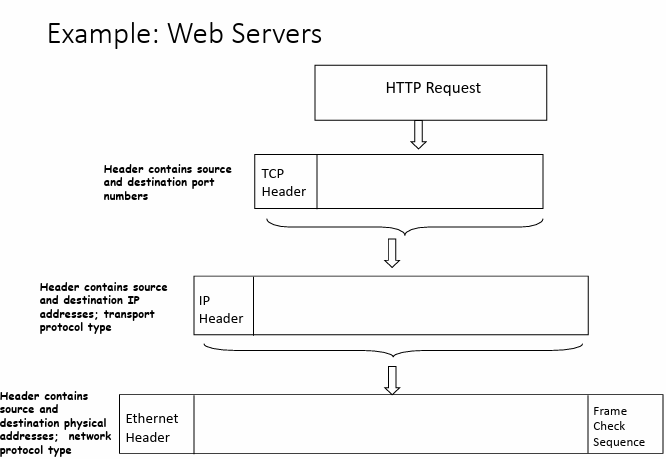 Example: Web Servers
HTTP Request
Header contains source
and destination port
numbers
TCP
Header
Header contains source
and destination IP
addresses; transport
protocol type
IP
Header
Header contains
source and
destination physical
addresses; network
protocol type
Ethernet
Header
Frame
Check
Sequence